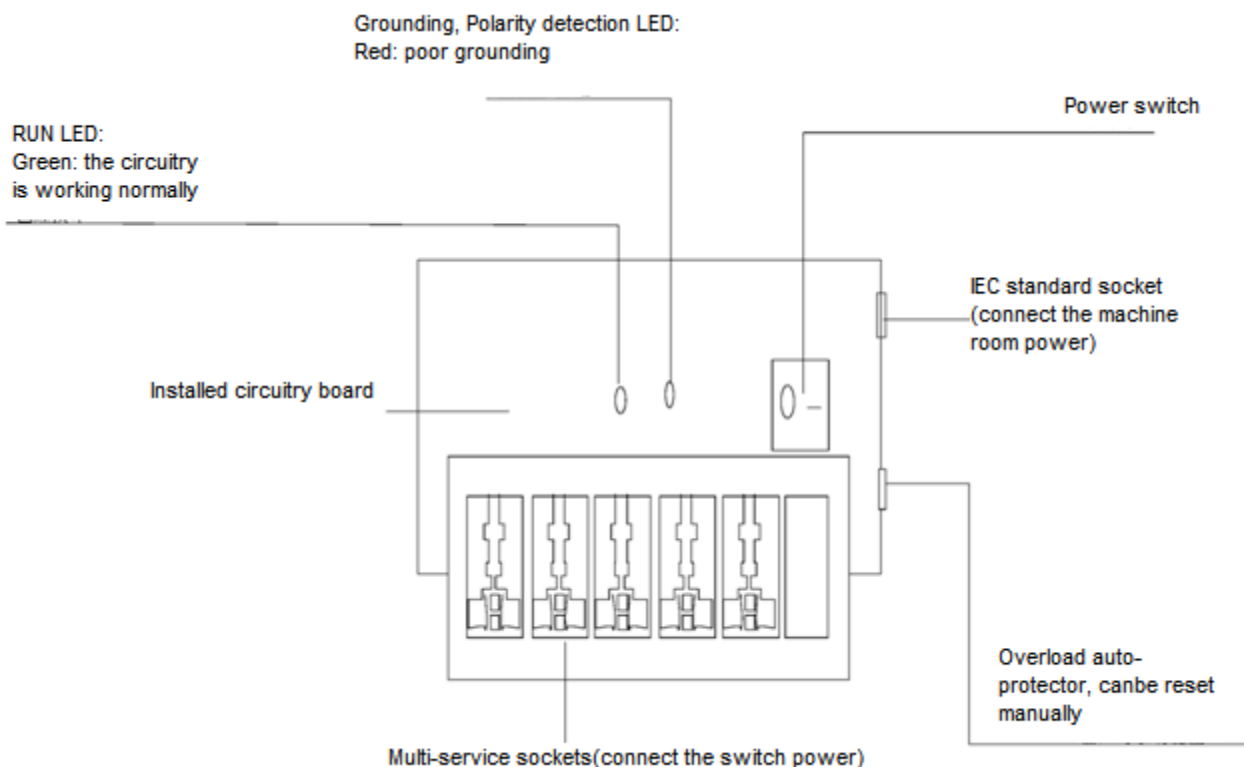 Grounding, Polarity detection LED:
Red: poor grounding
Power switch
RUN LED:
Green: the circuitry
is working normally
IEC standard socket
(connect the machine
room power)
Installed circuitry board
Overload auto-
protector, canbe reset
manually
Multi-service sockets(connect the switch power)